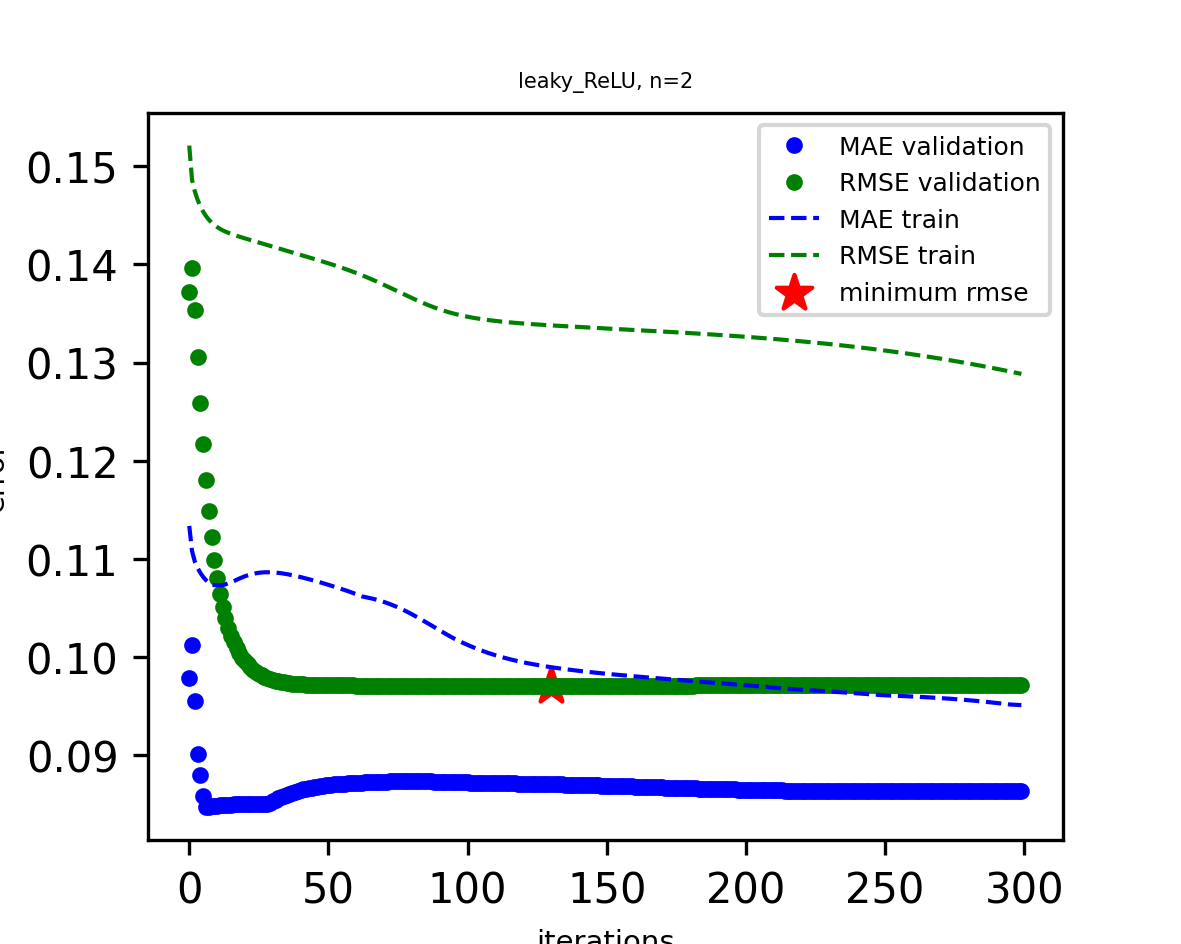 leaky_ReLU, n=2
MAE validation
RMSE validation
MAE train
RMSE train
minimum rmse
0.15
0.14
0.13
0.12
0.11
0.10
0.09
error
0 50 100 150 200 250 300
iterations